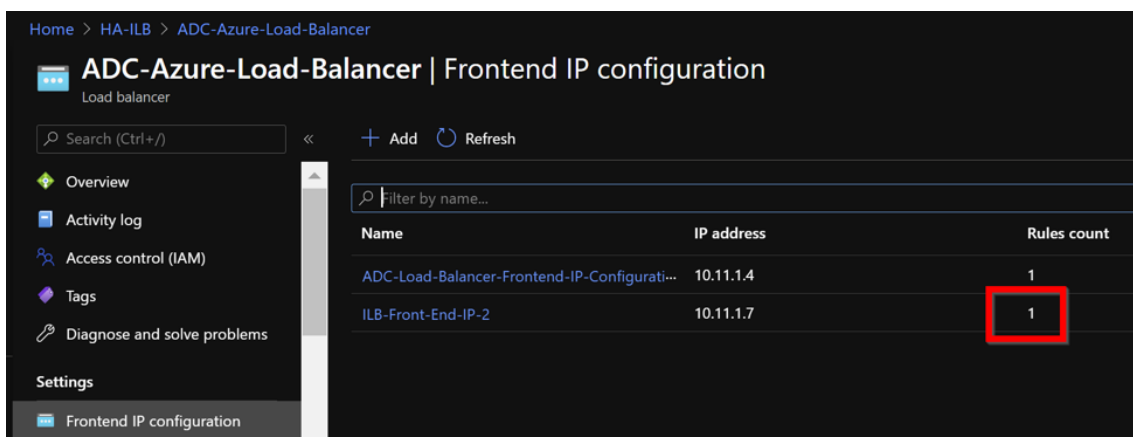 Home > HA-ILB > ADC-Azure-Load-Balancer
ADC-Azure-Load-Balancer | Frontend IP configuration
Load balancer
Search (Ctrl+/)
«
Add
Refresh
Overview
Activity log
Access control (IAM)
Tags
Diagnose and solve problems
Settings
Frontend IP configuration
Filter by name...
Name IP address Rules count
ADC-Load-Balancer-Frontend-IP-Configurati... 10.11.1.4 1
ILB-Front-End-IP-2 10.11.1.7 1